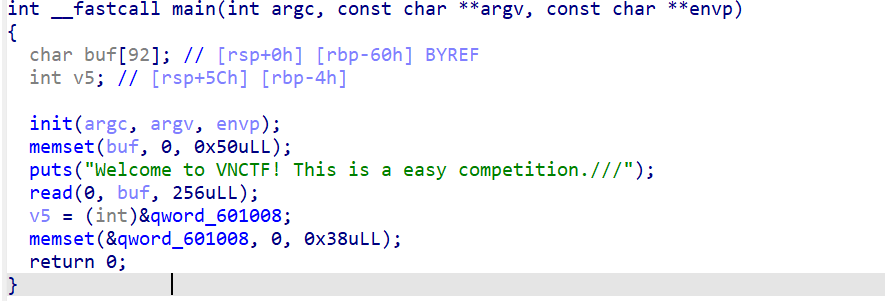 int __fastcall main(int argc, const char **argv, const char **envp)
{
  char buf[92]; // [rsp+0h] [rbp-60h] BYREF
  int v5; // [rsp+5Ch] [rbp-4h]

  init(argc, argv, envp);
  memset(buf, 0, 0x50uLL);
  puts("Welcome to VNCTF! This is a easy competition.///");
  read(0, buf, 256uLL);
  v5 = (int)&qword_601008;
  memset(&qword_601008, 0, 0x38uLL);
  return 0;
}